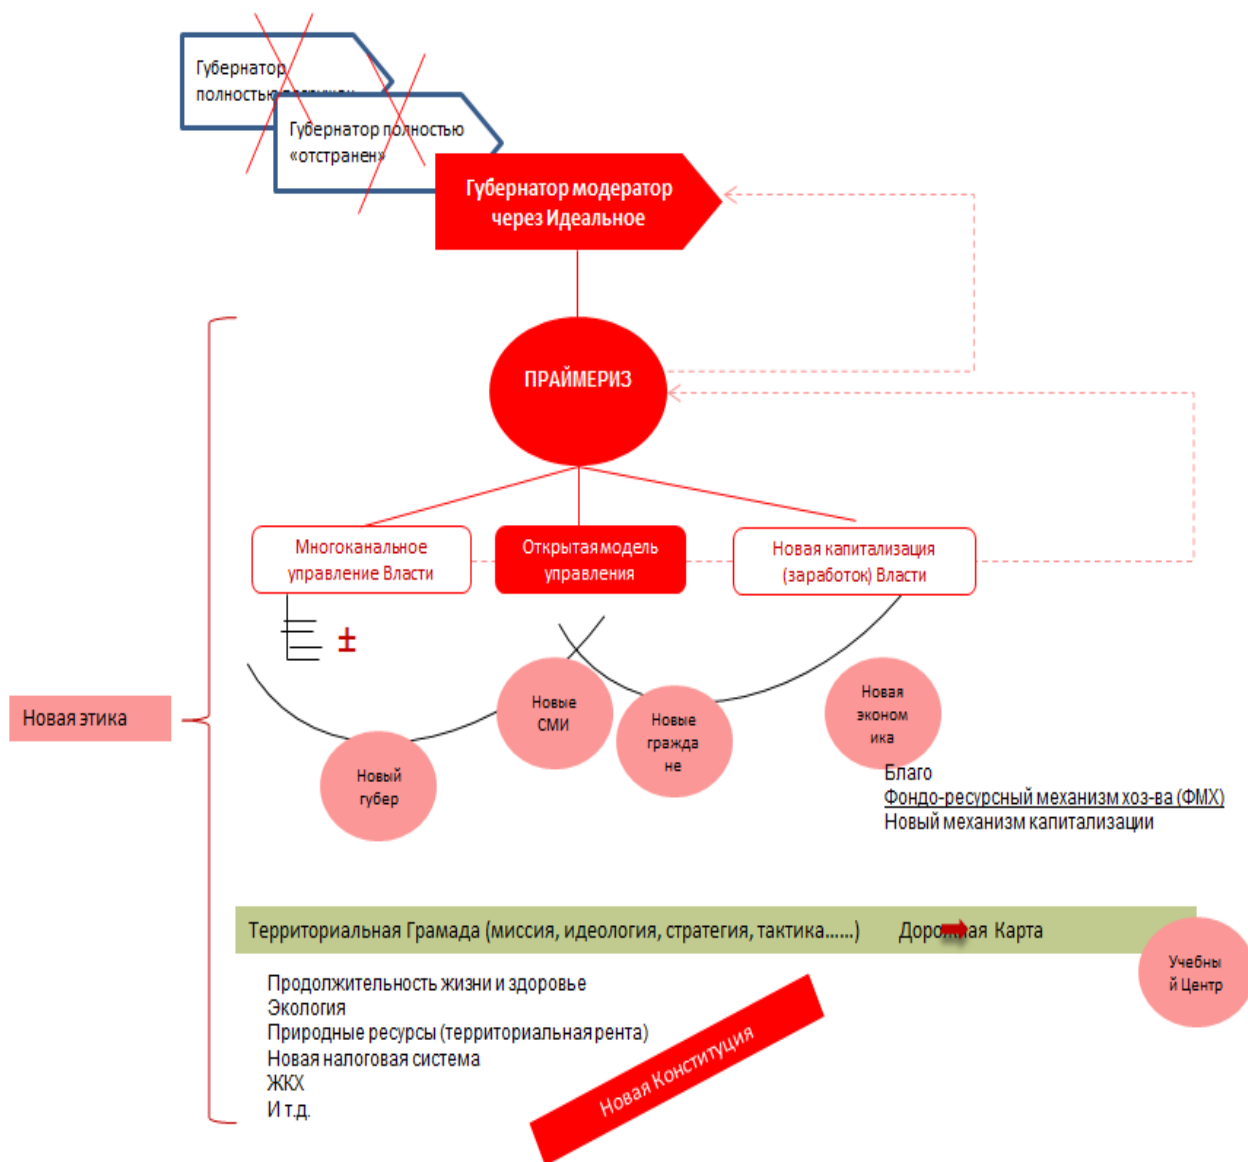 Губернатор
полностью
Губернатор полностью
«отстранен»
Губернатор модератор
через Идеальное
ПРАЙМЕРИЗ
Многоканальное
управление Власти
Открытая модель
управления
Новая капитализация
(заработок) Власти
±
Новые
СМИ
Новые
гражда
не
Новая
эконом
ика
Новая этика
Новый
губер
Благо
Фондо-ресурсный механизм хоз-ва (ФМХ)
Новый механизм капитализации
Территориальная Грамада (миссия, идеология, стратегия, тактика......) Дорожная Карта
Учебны
й Центр
Продолжительность жизни и здоровье
Экология
Природные ресурсы (территориальная рента)
Новая налоговая система
ЖКХ
И т.д.
Новая Конституция